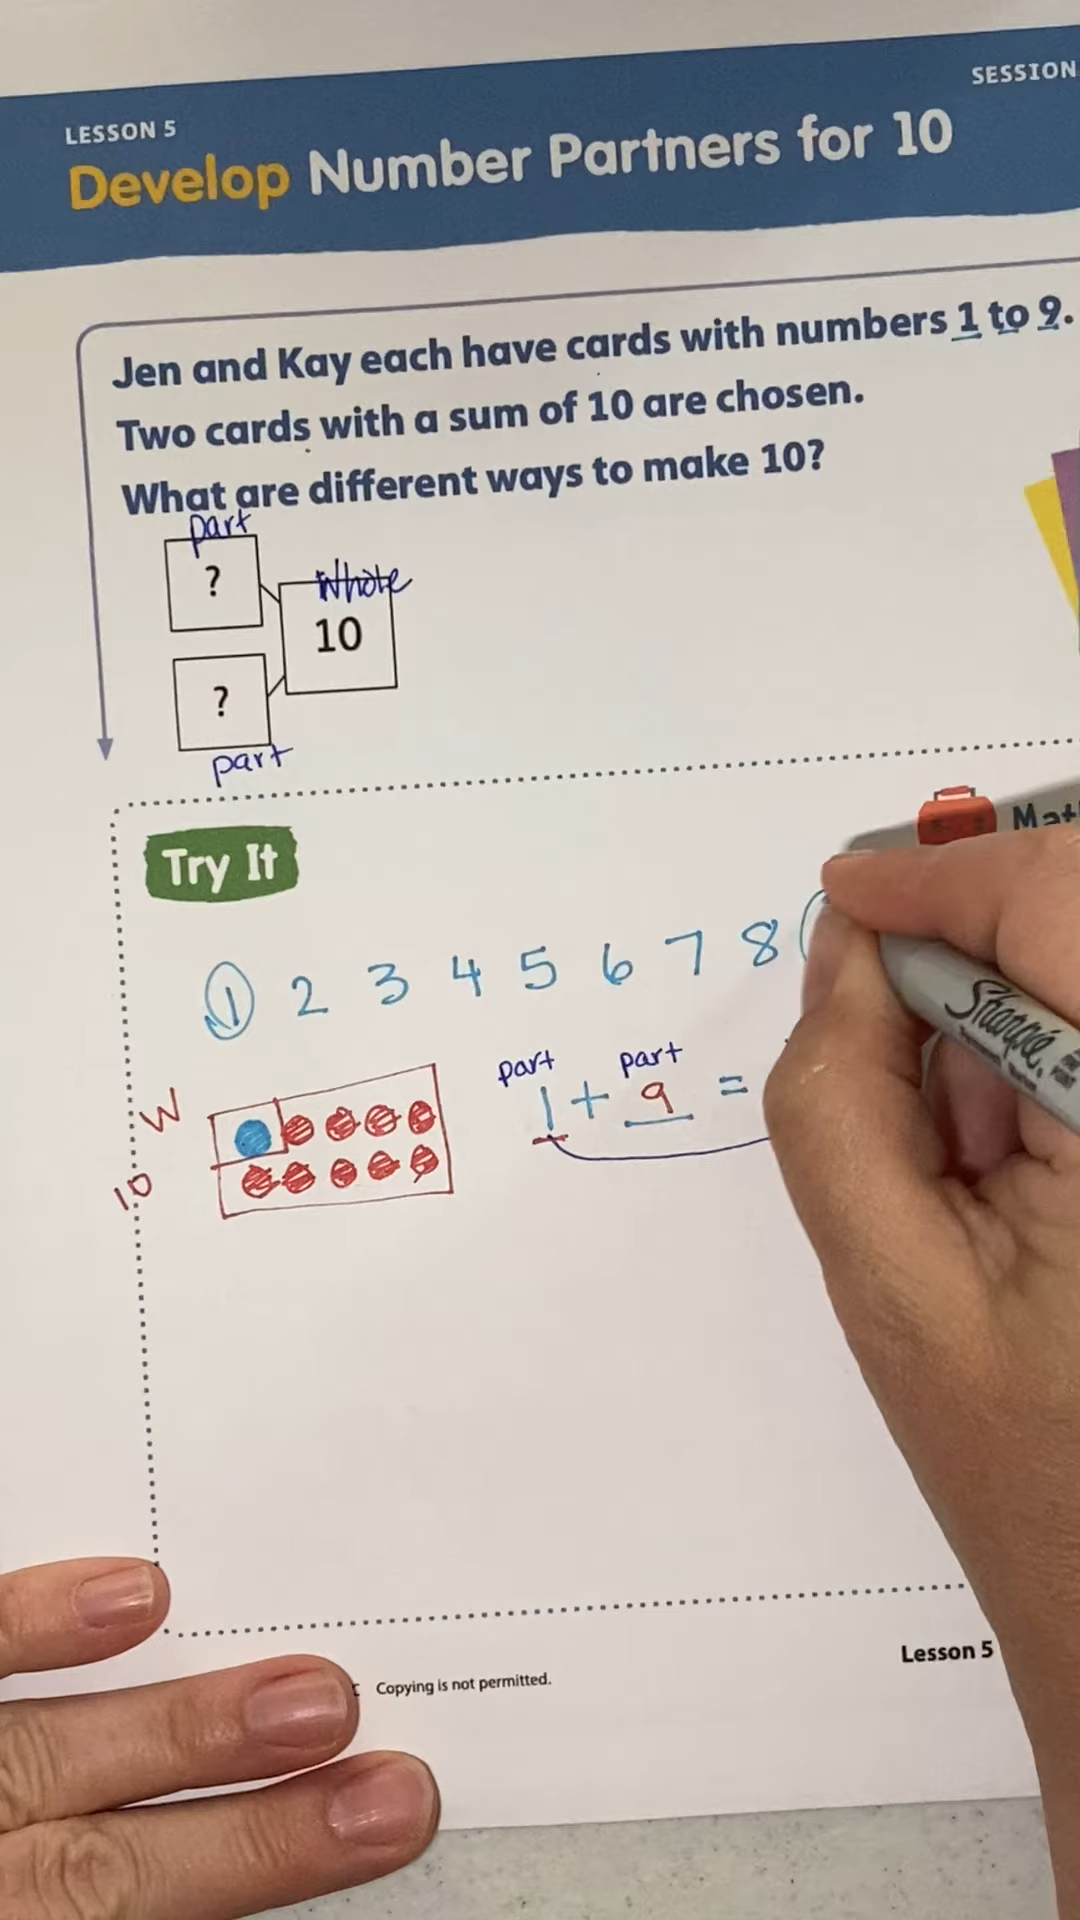 SESSION
LESSON 5
Develop Number Partners for 10
Jen and Kay each have cards with numbers 1 to 9.
Two cards with a sum of 10 are chosen.
What are different ways to make 10?
part
?
Whole
10
?
part
Try It
Mat
1 2 3 4 5 6 7 8
part part
W
1 + 9 =
10
Lesson 5
Copying is not permitted.
Sharpie.